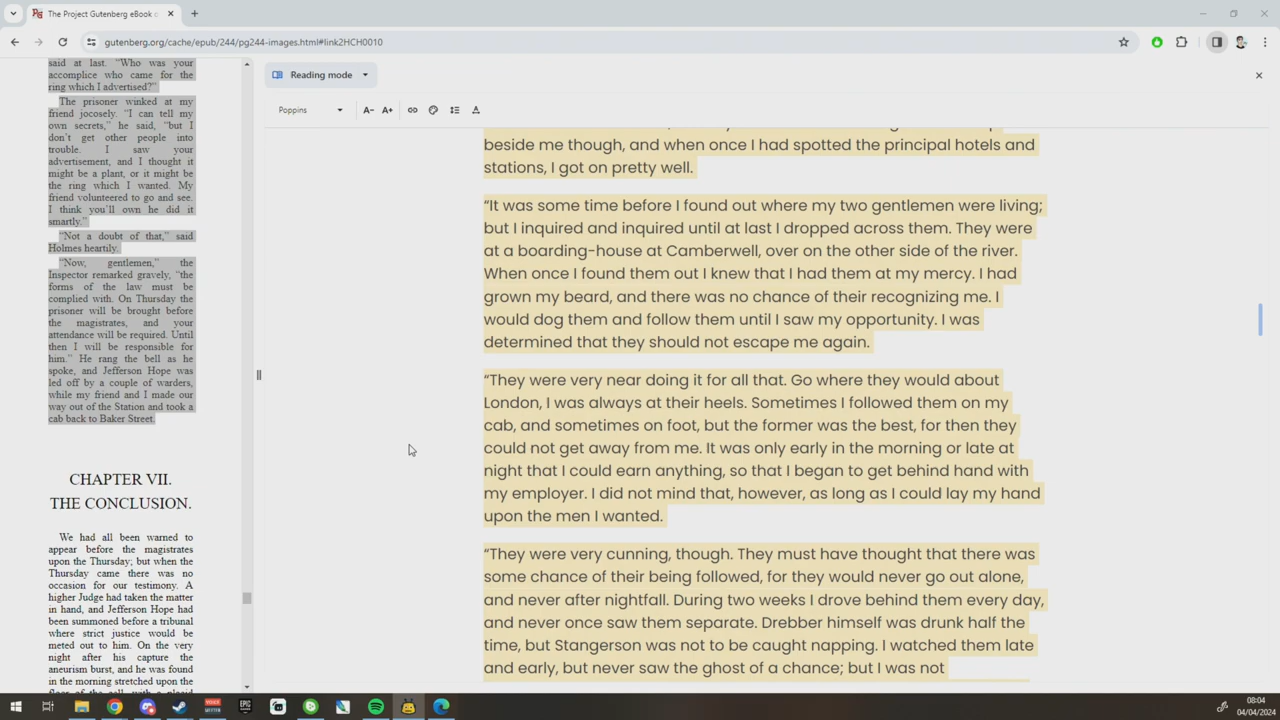 The Project Gutenberg eBook o
gutenberg.org/cache/epub/244/pg244-images.html#link2HCH0010
said at last. “Who was your
accomplice who came for the
ring which I advertised?”
The prisoner winked at my
friend jocosely. “I can tell my
own secrets,” he said, “but I
don’t get other people into
trouble. I saw your
advertisement, and I thought it
might be a plant, or it might be
the ring which I wanted. My
friend volunteered to go and see.
I think you’ll own he did it
smartly.”
“Not a doubt of that,” said
Holmes heartily.
“Now, gentlemen,” the
Inspector remarked gravely, “the
forms of the law must be
complied with. On Thursday the
prisoner will be brought before
the magistrates, and your
attendance will be required. Until
then I will be responsible for
him.” He rang the bell as he
spoke, and Jefferson Hope was
led off by a couple of warders,
while my friend and I made our
way out of the Station and took a
cab back to Baker Street.
CHAPTER VII.
THE CONCLUSION.
We had all been warned to
appear before the magistrates
upon the Thursday; but when the
Thursday came there was no
occasion for our testimony. A
higher Judge had taken the matter
in hand, and Jefferson Hope had
been summoned before a tribunal
where strict justice would be
meted out to him. On the very
night after his capture the
aneurism burst, and he was found
in the morning stretched upon the
floor of the cell, with a placid
Reading mode
Poppins
A- A+
beside me though, and when once I had spotted the principal hotels and
stations, I got on pretty well.
“It was some time before I found out where my two gentlemen were living;
but I inquired and inquired until at last I dropped across them. They were
at a boarding-house at Camberwell, over on the other side of the river.
When once I found them out I knew that I had them at my mercy. I had
grown my beard, and there was no chance of their recognizing me. I
would dog them and follow them until I saw my opportunity. I was
determined that they should not escape me again.
“They were very near doing it for all that. Go where they would about
London, I was always at their heels. Sometimes I followed them on my
cab, and sometimes on foot, but the former was the best, for then they
could not get away from me. It was only early in the morning or late at
night that I could earn anything, so that I began to get behind hand with
my employer. I did not mind that, however, as long as I could lay my hand
upon the men I wanted.
“They were very cunning, though. They must have thought that there was
some chance of their being followed, for they would never go out alone,
and never after nightfall. During two weeks I drove behind them every day,
and never once saw them separate. Drebber himself was drunk half the
time, but Stangerson was not to be caught napping. I watched them late
and early, but never saw the ghost of a chance; but I was not
08:04
04/04/2024